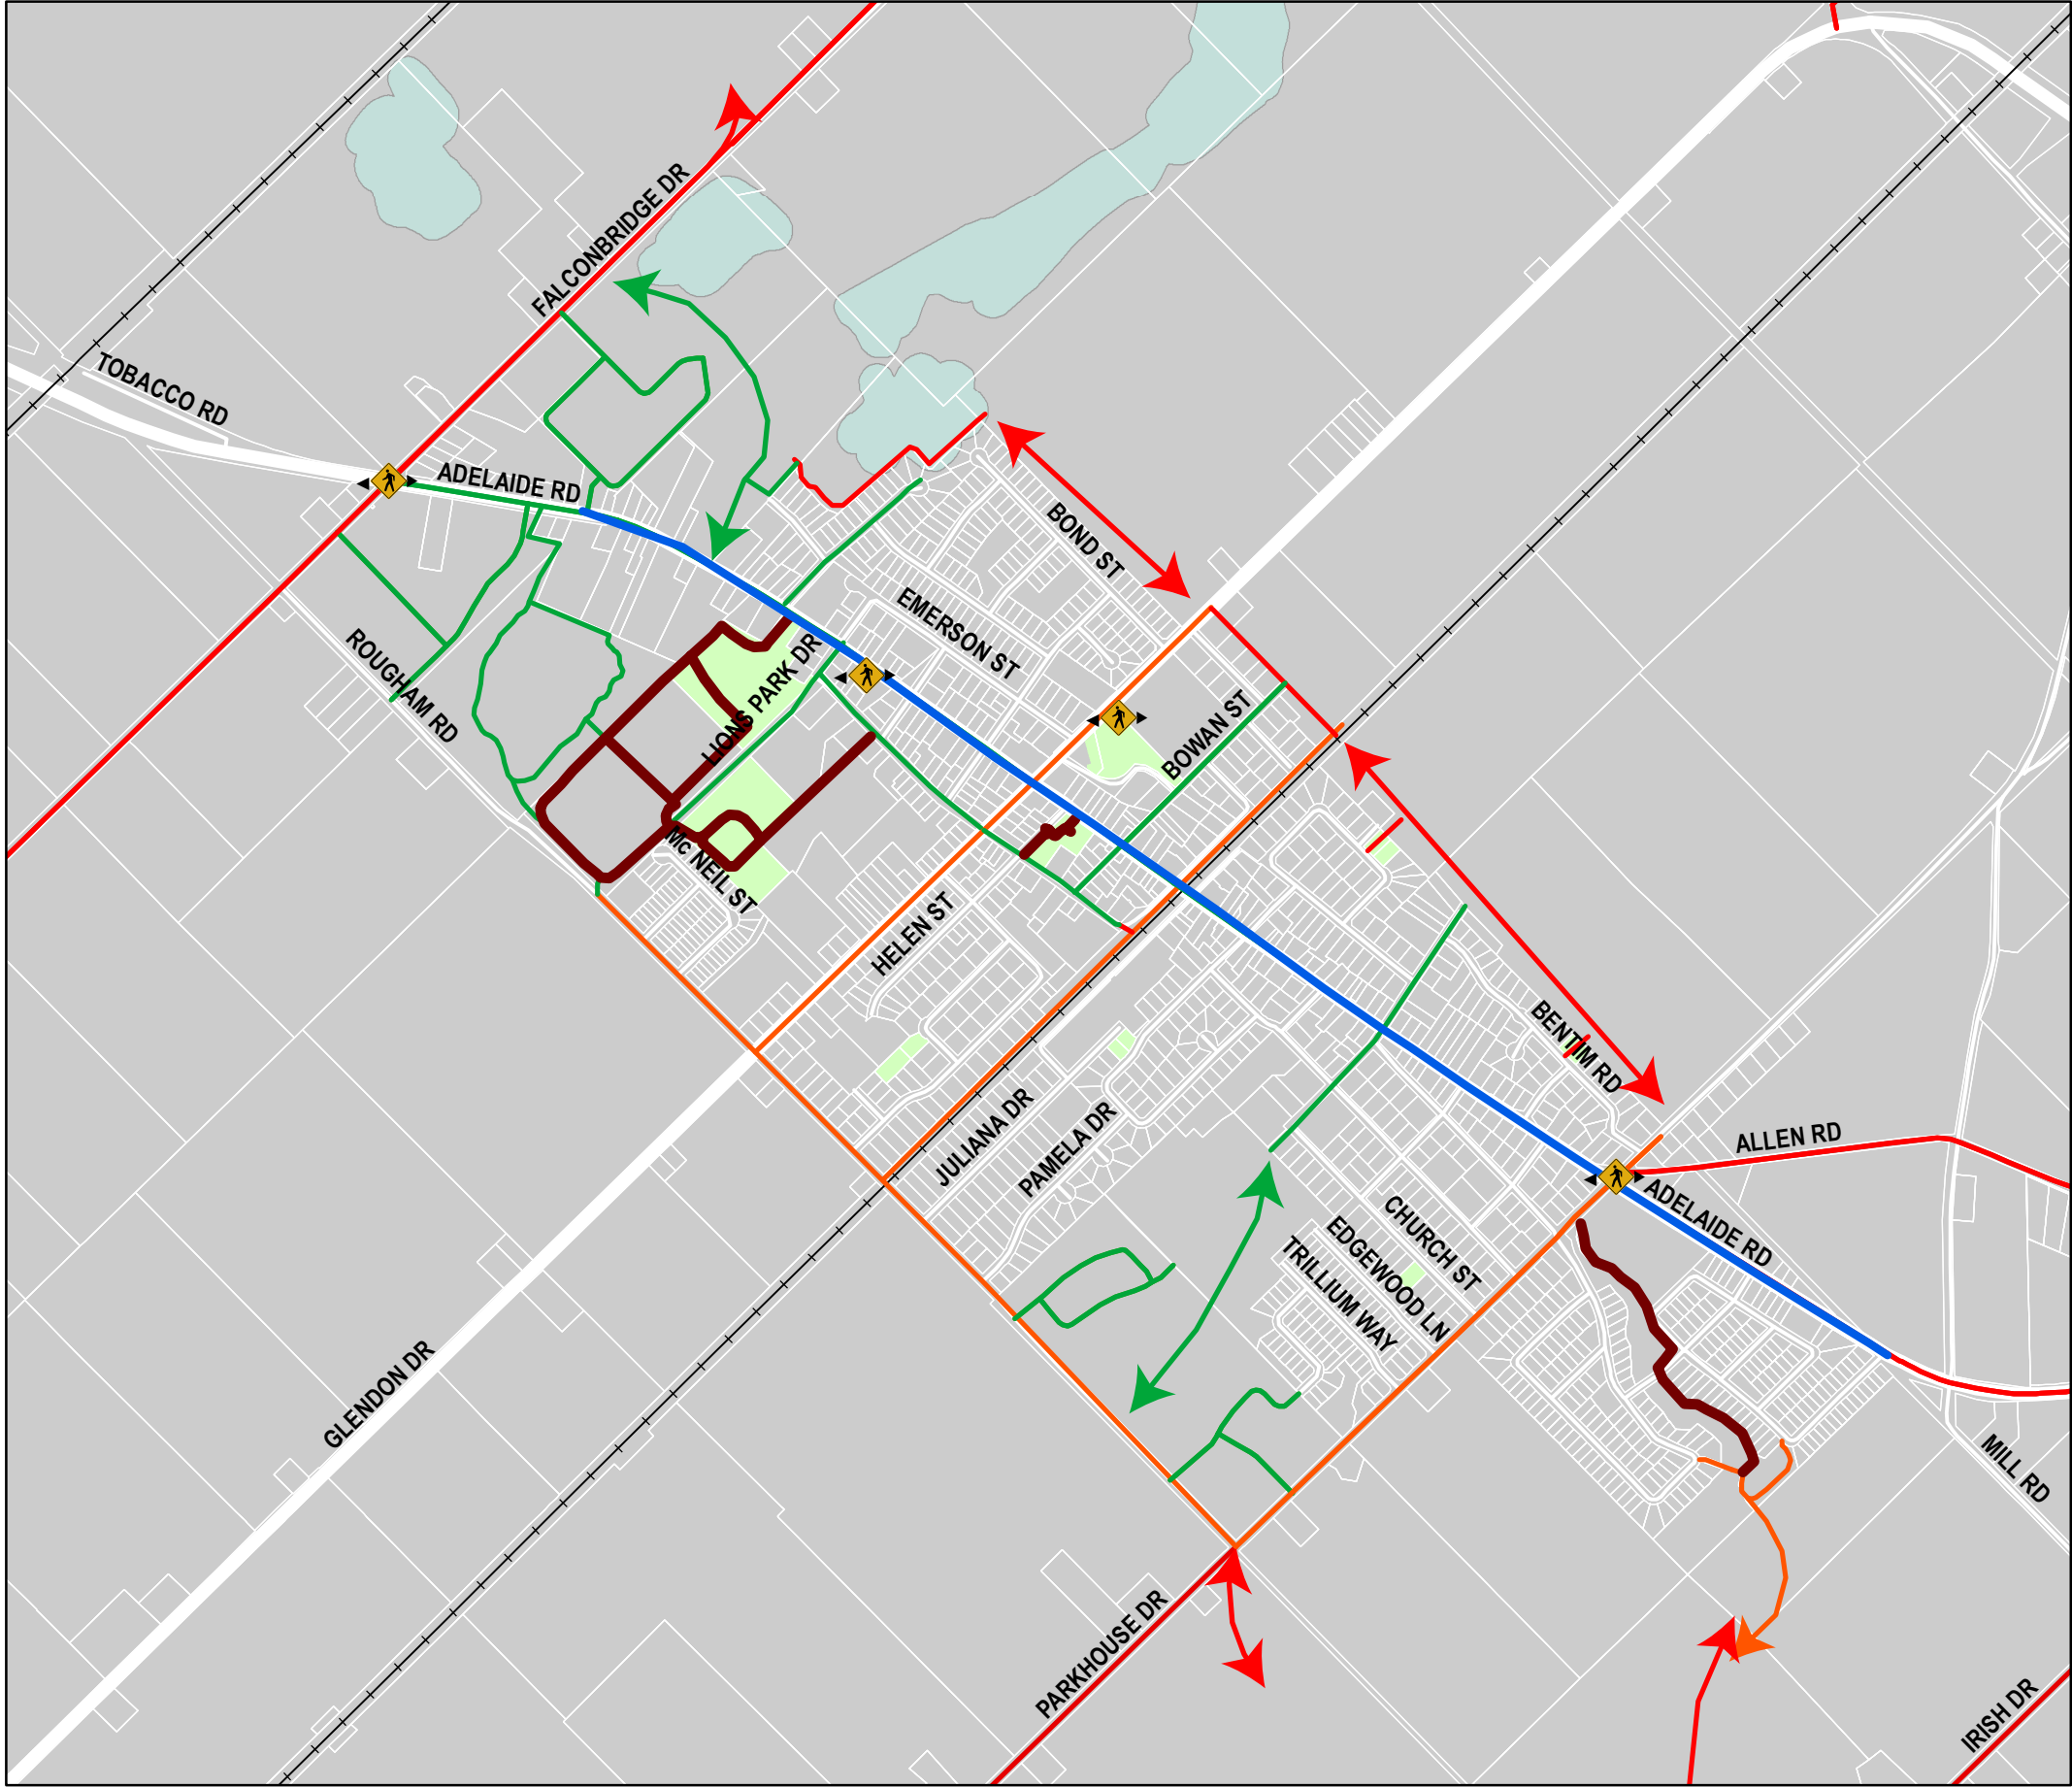 FALCONBRIDGE DR
TOBACCO RD
ADELAIDE RD
BOND ST
EMERSON ST
ROUGHAM RD
LIONS PARK DR
BOWAN ST
Mc NEIL ST
HELEN ST
BENTIM RD
JULIANA DR
PAMELA DR
ALLEN RD
ADELAIDE RD
CHURCH ST
EDGEWOOD LN
TRILLIUM WAY
GLENDON DR
MILL RD
PARKHOUSE DR
IRISH DR